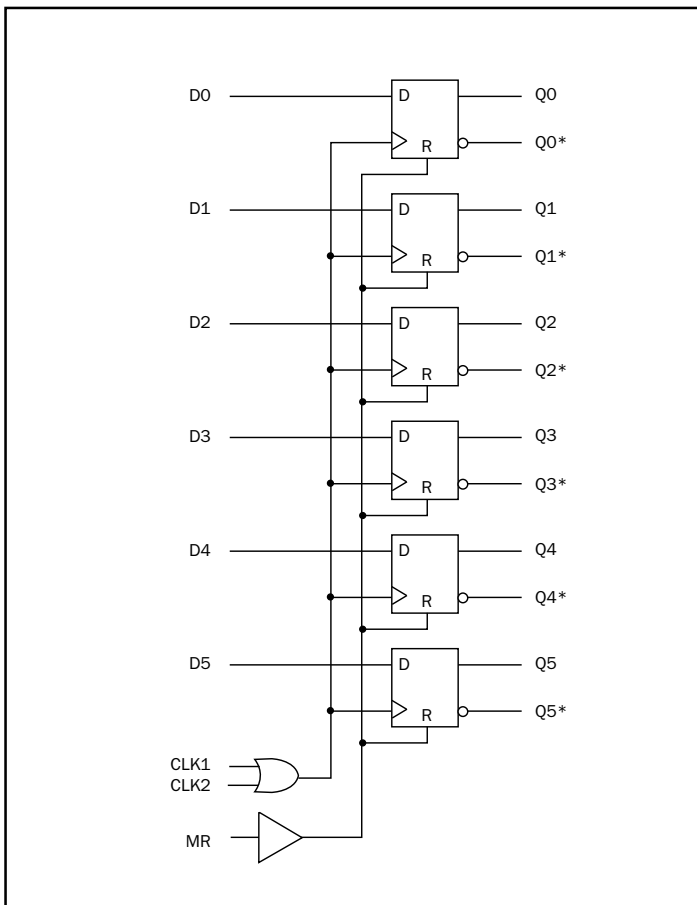 D0 D Q0
R Q0*
D1 D Q1
R Q1*
D2 D Q2
R Q2*
D3 D Q3
R Q3*
D4 D Q4
R Q4*
D5 D Q5
R Q5*
CLK1
CLK2
MR